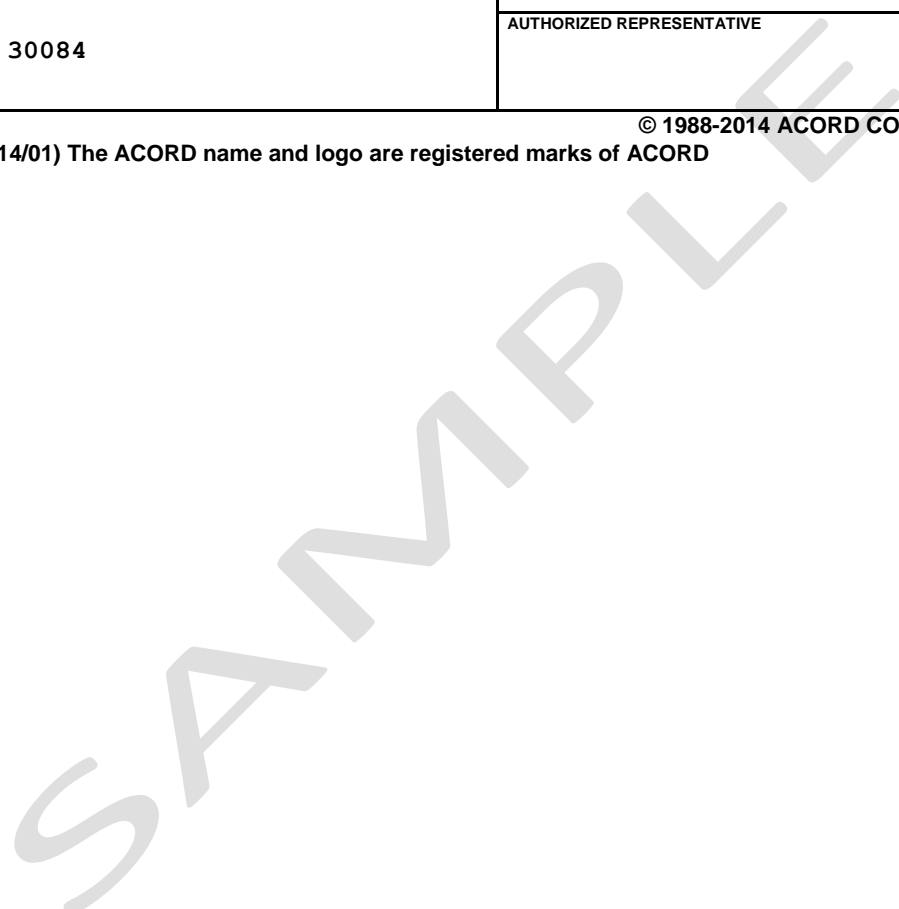 AUTHORIZED REPRESENTATIVE
30084
© 1988-2014 ACORD CO
14/01) The ACORD name and logo are registered marks of ACORD
SAMPLE